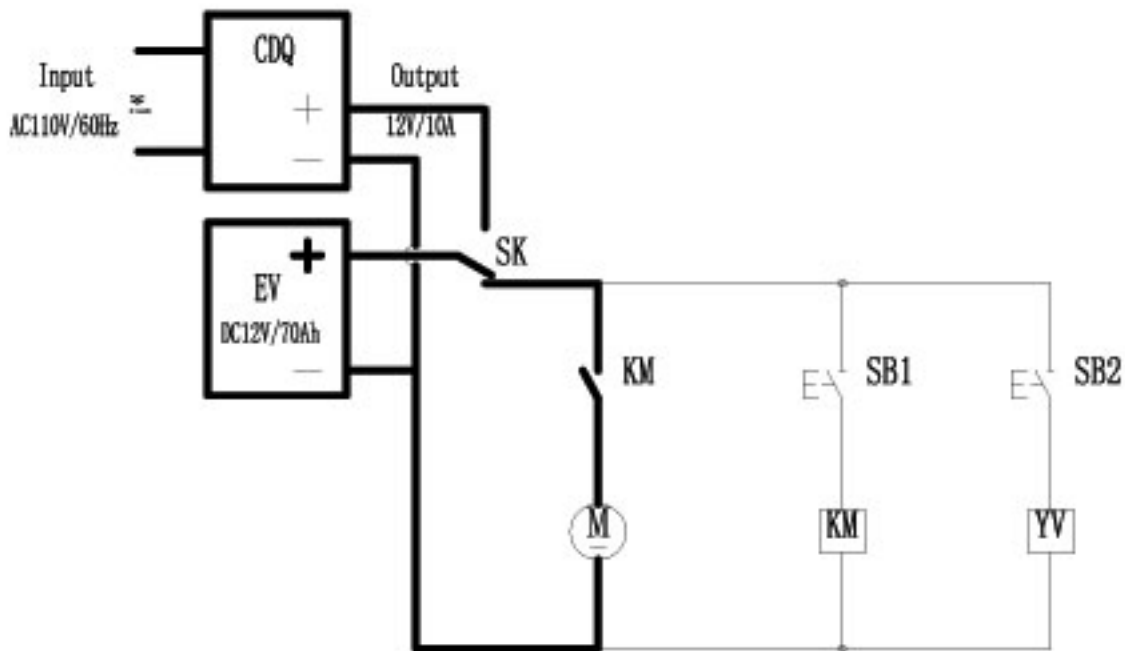 CDQ
Input
Output
AC110V/60Hz
+
12V/10A
—
+
SK
EV
DC12V/70Ah
—
KM
SB1
SB2
M
KM
YV